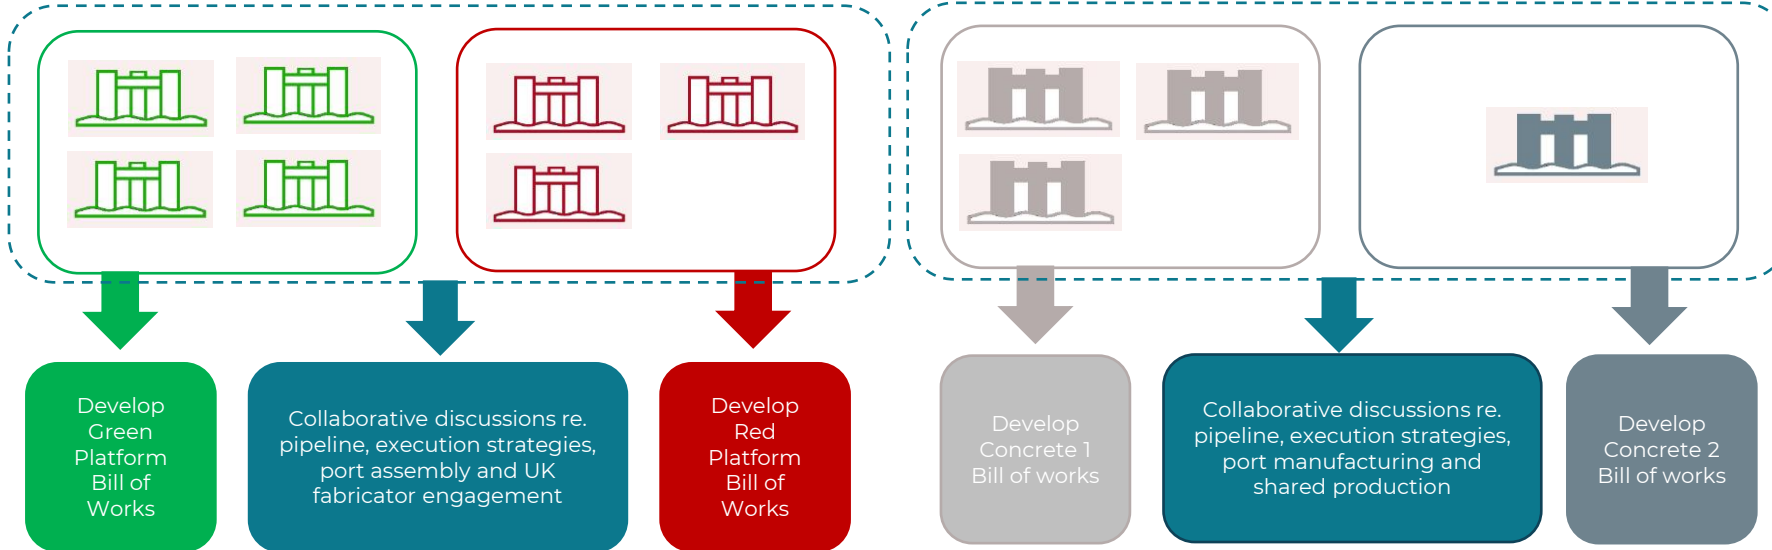 Develop
Green
Platform
Bill of
Works
Collaborative discussions re.
pipeline, execution strategies,
port assembly and UK
fabricator engagement
Develop
Red
Platform
Bill of
Works
Develop
Concrete 1
Bill of works
Collaborative discussions re.
pipeline, execution strategies,
port manufacturing and
shared production
Develop
Concrete 2
Bill of works